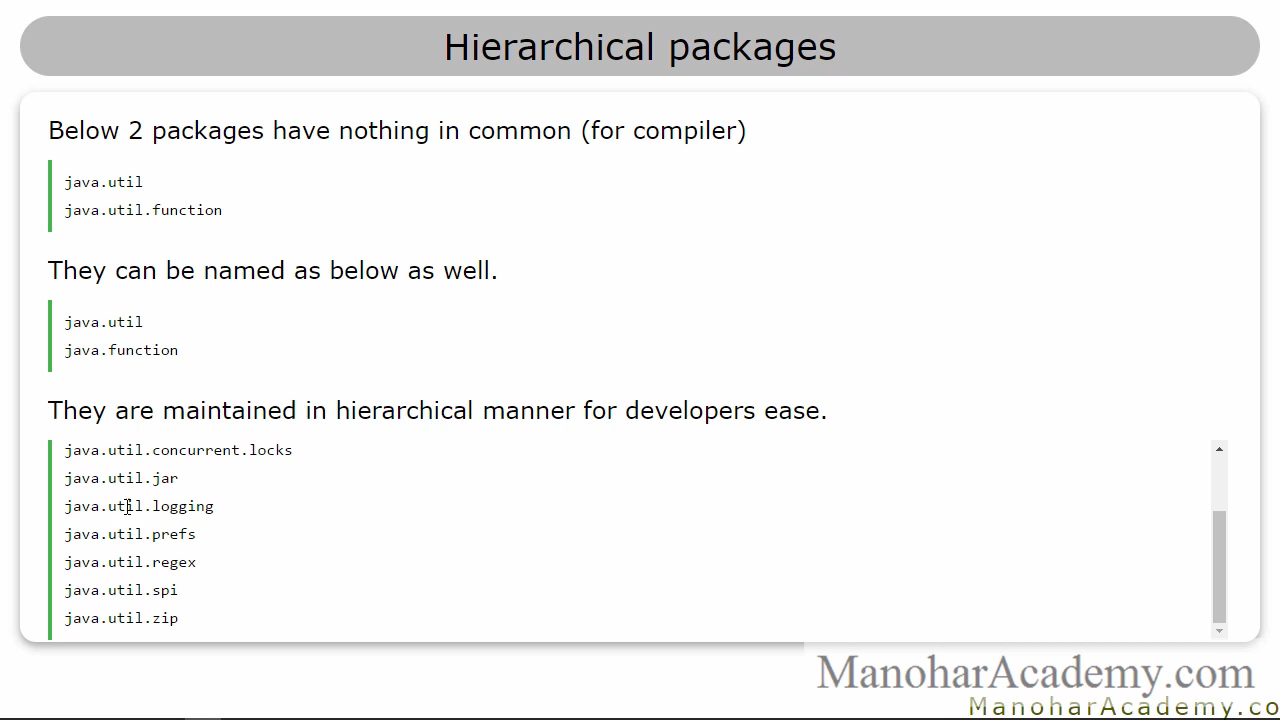 Hierarchical packages
Below 2 packages have nothing in common (for compiler)
java.util
java.util.function
They can be named as below as well.
java.util
java.function
They are maintained in hierarchical manner for developers ease.
java.util.concurrent.locks
java.util.jar
java.util.logging
java.util.prefs
java.util.regex
java.util.spi
java.util.zip
ManoharAcademy.com
ManoharAcademy.co